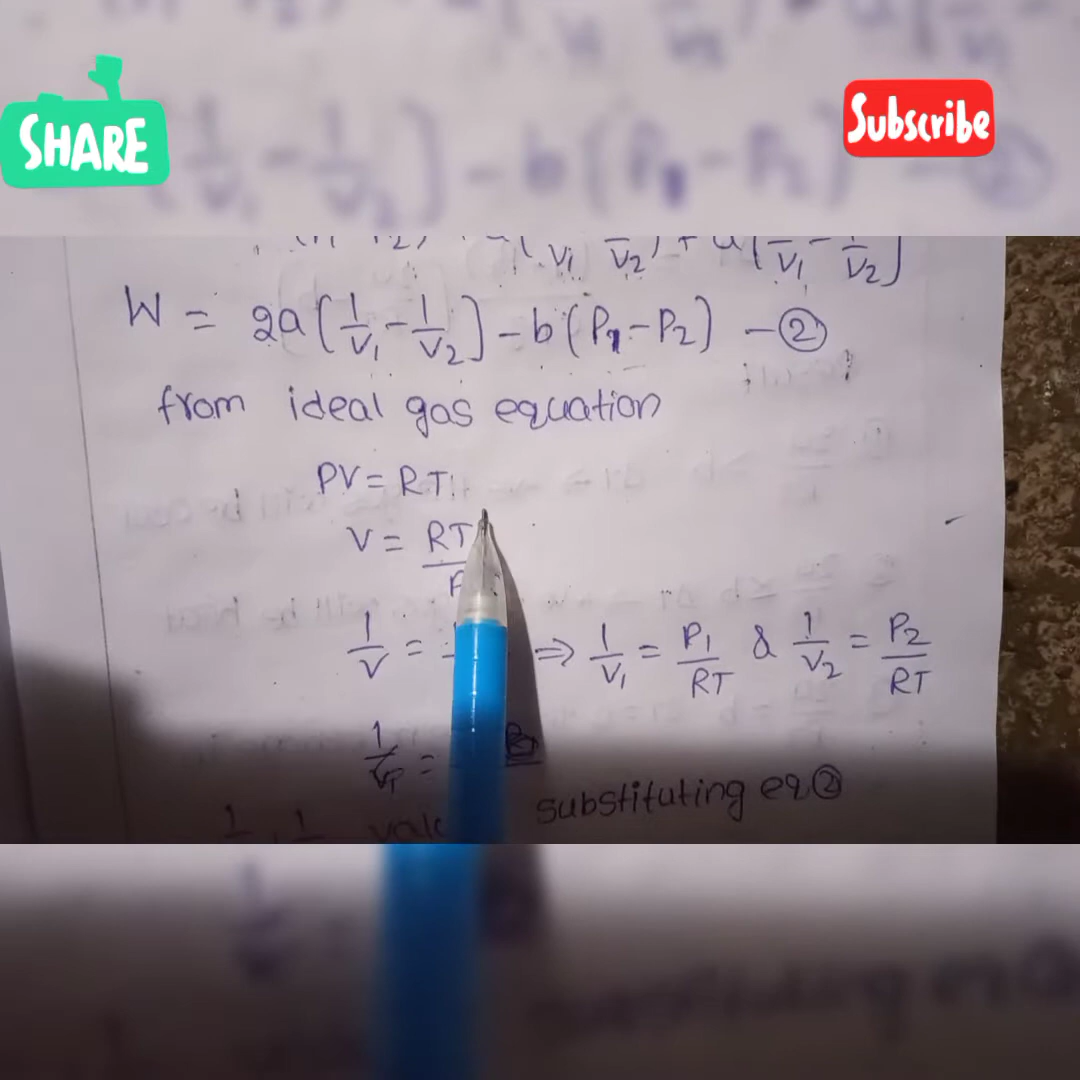 SHARE
Subscribe
W = 2a(1/V₁ - 1/V₂) - b(P₁ - P₂) - ②
from ideal gas equation
PV = RT
V = RT
1/V = ⇒ 1/V₁ = P₁/RT & 1/V₂ = P₂/RT
substituting eq②